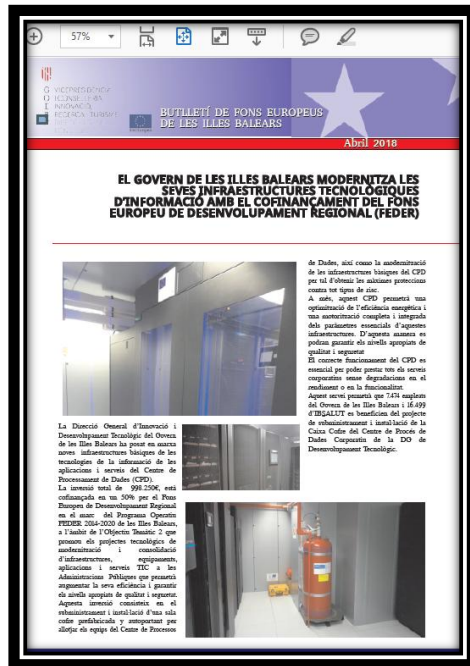 57%
G VICEPRESIDÈNCIA
O I CONSELLERIA
I INNOVACIÓ,
B RECERCA I TURISME
BUTLLETÍ DE FONS EUROPEUS
DE LES ILLES BALEARS
Abril 2018
EL GOVERN DE LES ILLES BALEARS MODERNITZA LES
SEVES INFRAESTRUCTURES TECNOLÒGIQUES
D'INFORMACIÓ AMB EL COFINANÇAMENT DEL FONS
EUROPEU DE DESENVOLUPAMENT REGIONAL (FEDER)
La Direcció General d'Innovació i
Desenvolupament Tecnològic del Govern
de les Illes Balears ha posat en marxa
noves infraestructures bàsiques de les
tecnologies de la informació de les
aplicacions i serveis del Centre de
Processament de Dades (CPD).
La inversió total de 998.250€, està
cofinançada en un 50% per el Fons
Europeu de Desenvolupament Regional
en el marc del Programa Operatiu
FEDER 2014-2020 de les Illes Balears,
a l'àmbit de l'Objectiu Temàtic 2 que
promou els projectes tecnològics de
modernització i consolidació
d'infraestructures, equipaments,
aplicacions i serveis TIC a les
Administracions Públiques que permetrà
augmentar la seva eficiència i garantir
els nivells apropiats de qualitat i seguretat.
Aquesta inversió consisteix en el
subministrament i instal·lació d'una sala
cofre prefabricada y autoportant per
allotjar els equips del Centre de Processos
de Dades, així com la modernització
de les infraestructures bàsiques del CPD
per tal d'obtenir les màximes proteccions
contra tot tipus de risc.
A més, aquest CPD permetrà una
optimització de l'eficiència energètica i
una monitorització completa i integrada
dels paràmetres essencials d'aquestes
infraestructures. D'aquesta manera es
podran garantir els nivells apropiats de
qualitat i seguretat
El correcte funcionament del CPD es
essencial per poder prestar tots els serveis
corporatius sense degradacions en el
rendiment o en la funcionalitat.
Aquest servei permetrà que 7.474 empleats
del Govern de les Illes Balears i 16.499
d'IBSALUT es beneficien del projecte
de subministrament i instal·lació de la
Caixa Cofre del Centre de Procés de
Dades Corporatiu de la DG de
Desenvolupament Tecnològic.